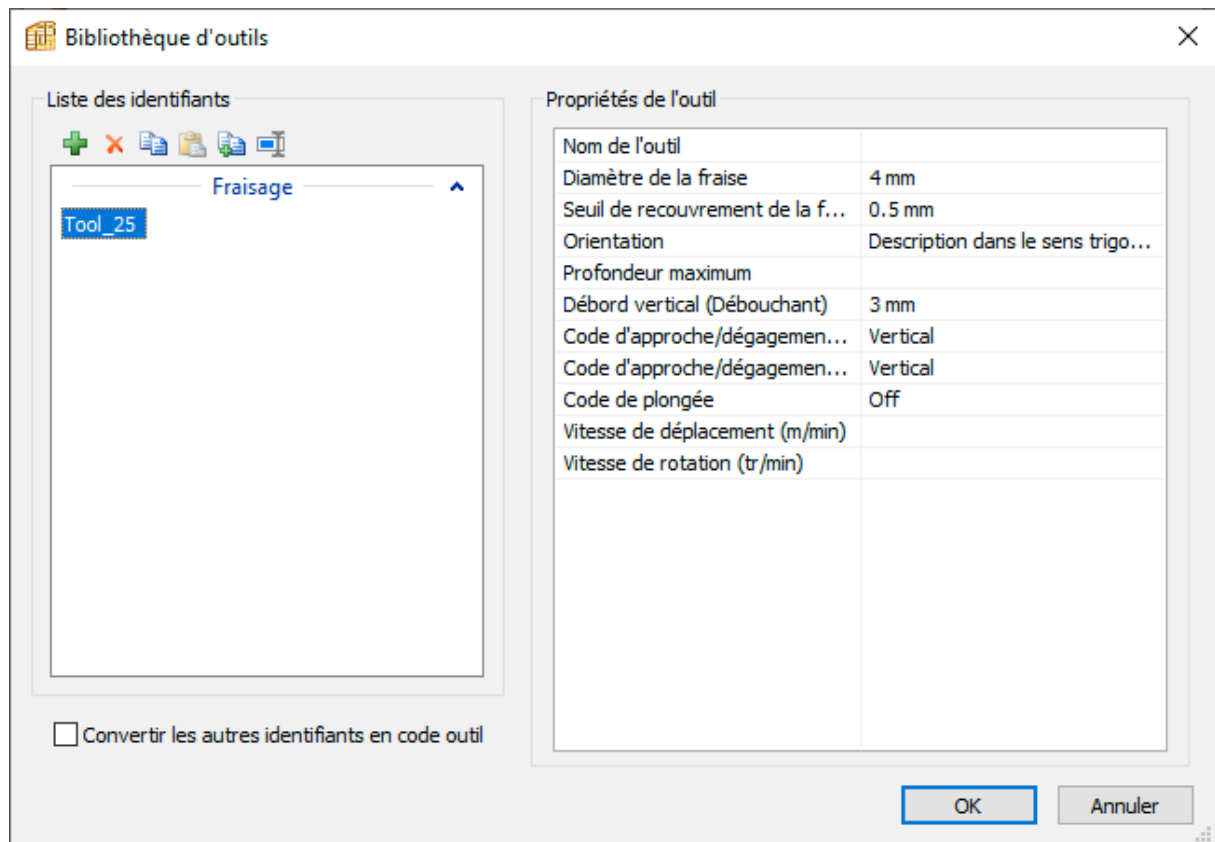 Bibliothèque d'outils
Liste des identifiants
Fraisage
Tool_25
Convertir les autres identifiants en code outil
Propriétés de l'outil
Nom de l'outil
Diamètre de la fraise 4 mm
Seuil de recouvrement de la f... 0.5 mm
Orientation Description dans le sens trigo...
Profondeur maximum
Débord vertical (Débouchant) 3 mm
Code d'approche/dégagemen... Vertical
Code d'approche/dégagemen... Vertical
Code de plongée Off
Vitesse de déplacement (m/min)
Vitesse de rotation (tr/min)
OK Annuler